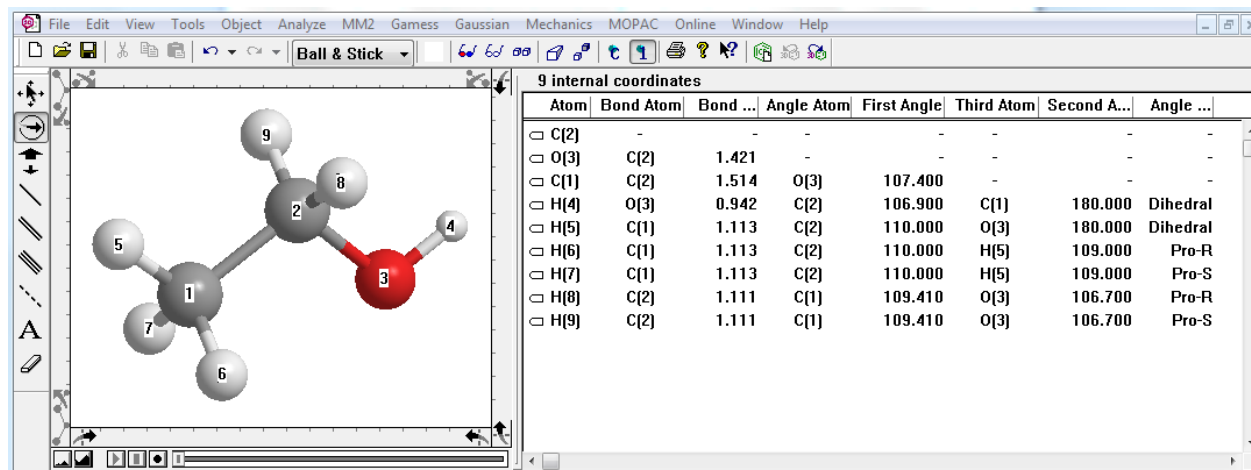 File Edit View Tools Object Analyze MM2 Gamess Gaussian Mechanics MOPAC Online Window Help
Ball & Stick
9 internal coordinates
Atom Bond Atom Bond ... Angle Atom First Angle Third Atom Second A... Angle ...
C(2) - - - - - - -
O(3) C(2) 1.421 - - - - -
C(1) C(2) 1.514 O(3) 107.400 - - -
H(4) O(3) 0.942 C(2) 106.900 C(1) 180.000 Dihedral
H(5) C(1) 1.113 C(2) 110.000 O(3) 180.000 Dihedral
H(6) C(1) 1.113 C(2) 110.000 H(5) 109.000 Pro-R
H(7) C(1) 1.113 C(2) 110.000 H(5) 109.000 Pro-S
H(8) C(2) 1.111 C(1) 109.410 O(3) 106.700 Pro-R
H(9) C(2) 1.111 C(1) 109.410 O(3) 106.700 Pro-S
9
8
2
4
5
3
1
7
6
A